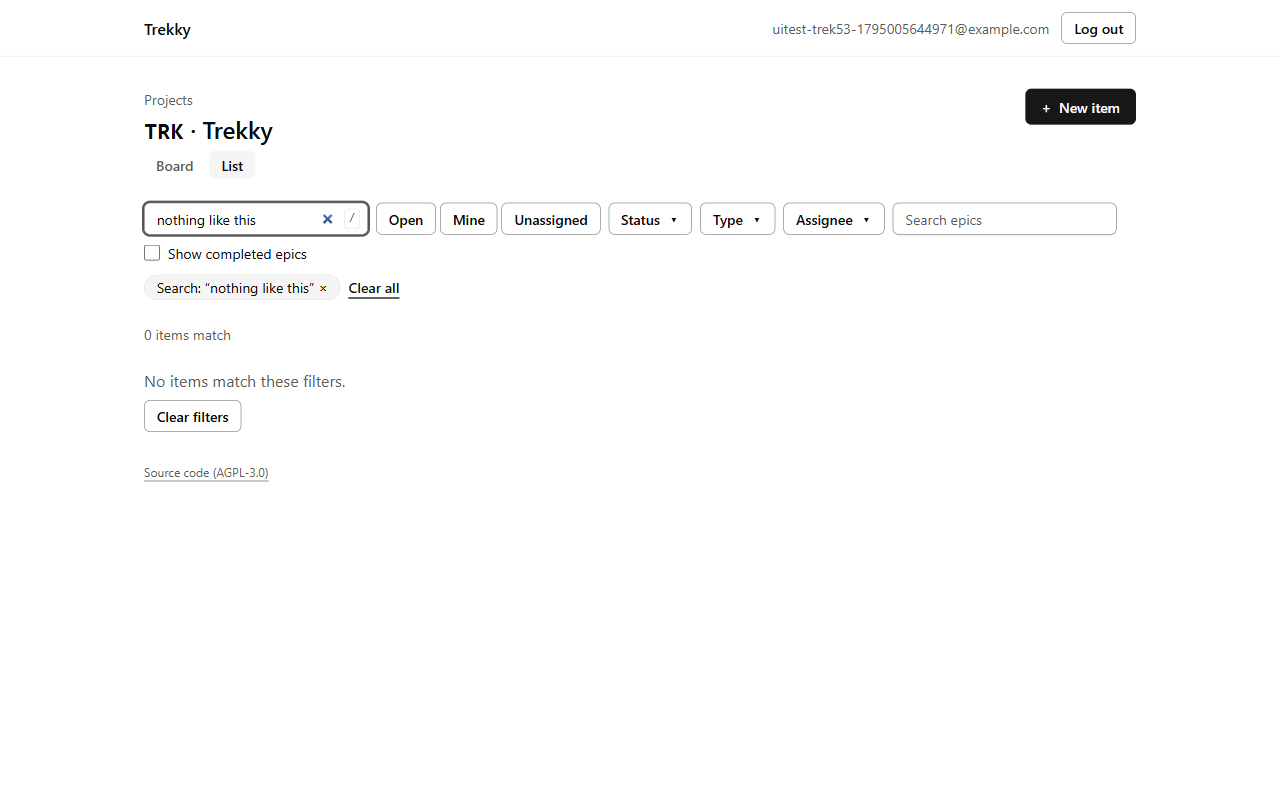 Trekky
uitest-trek53-1795005644971@example.com
Log out
Projects
TRK · Trekky
+ New item
Board
List
nothing like this × /
Open
Mine
Unassigned
Status ▾
Type ▾
Assignee ▾
Search epics
Show completed epics
Search: “nothing like this” ×
Clear all
0 items match
No items match these filters.
Clear filters
Source code (AGPL-3.0)